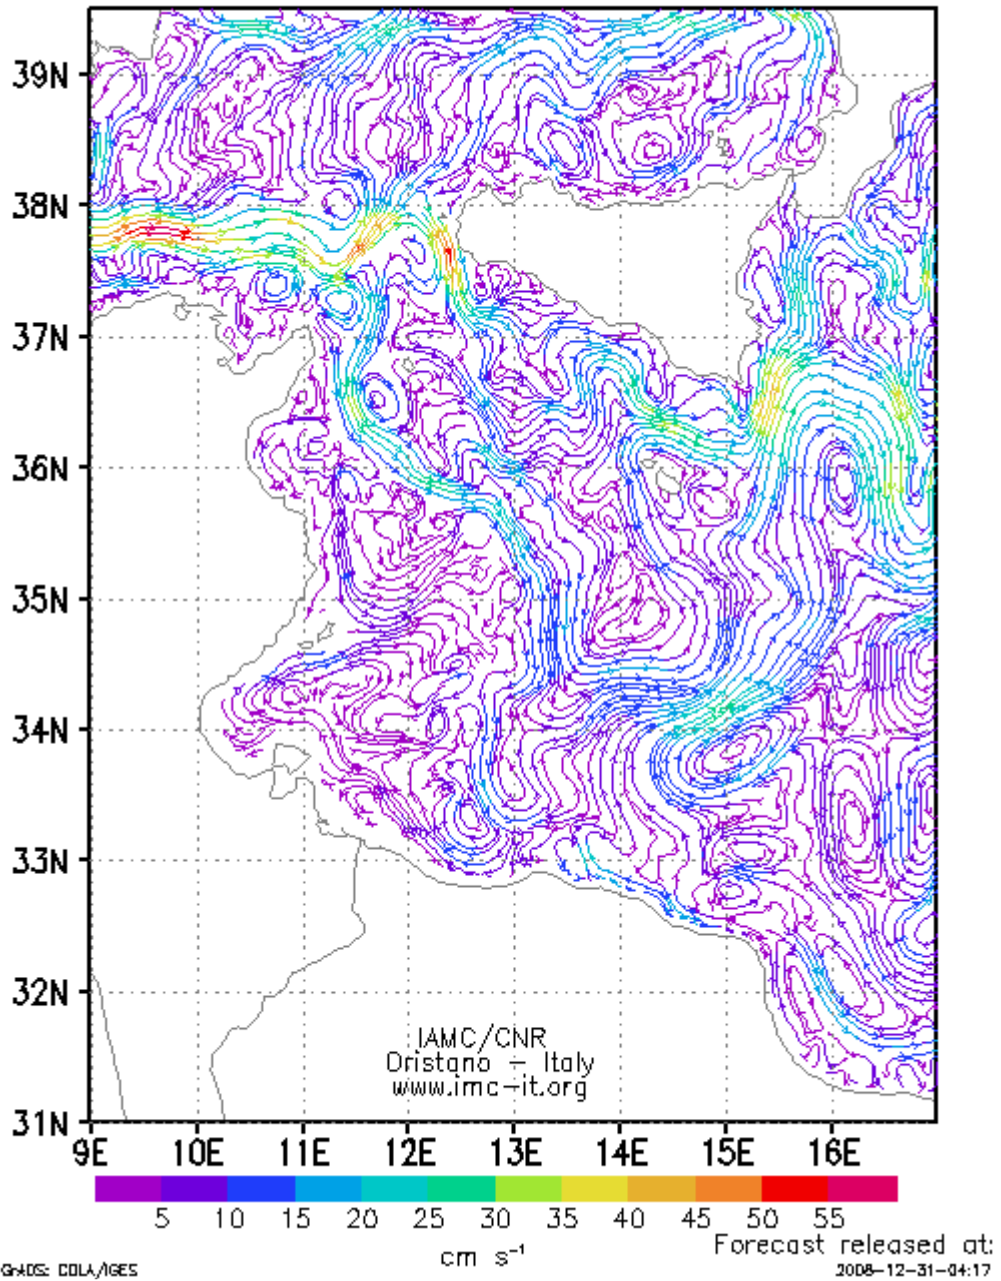 39N
38N
37N
36N
35N
34N
33N
32N
31N
IAMC/CNR
Oristano – Italy
www.imc-it.org
9E 10E 11E 12E 13E 14E 15E 16E
5 10 15 20 25 30 35 40 45 50 55
cm s⁻¹
Forecast released at:
GrADS: COLA/IGES
2008-12-31-04:17